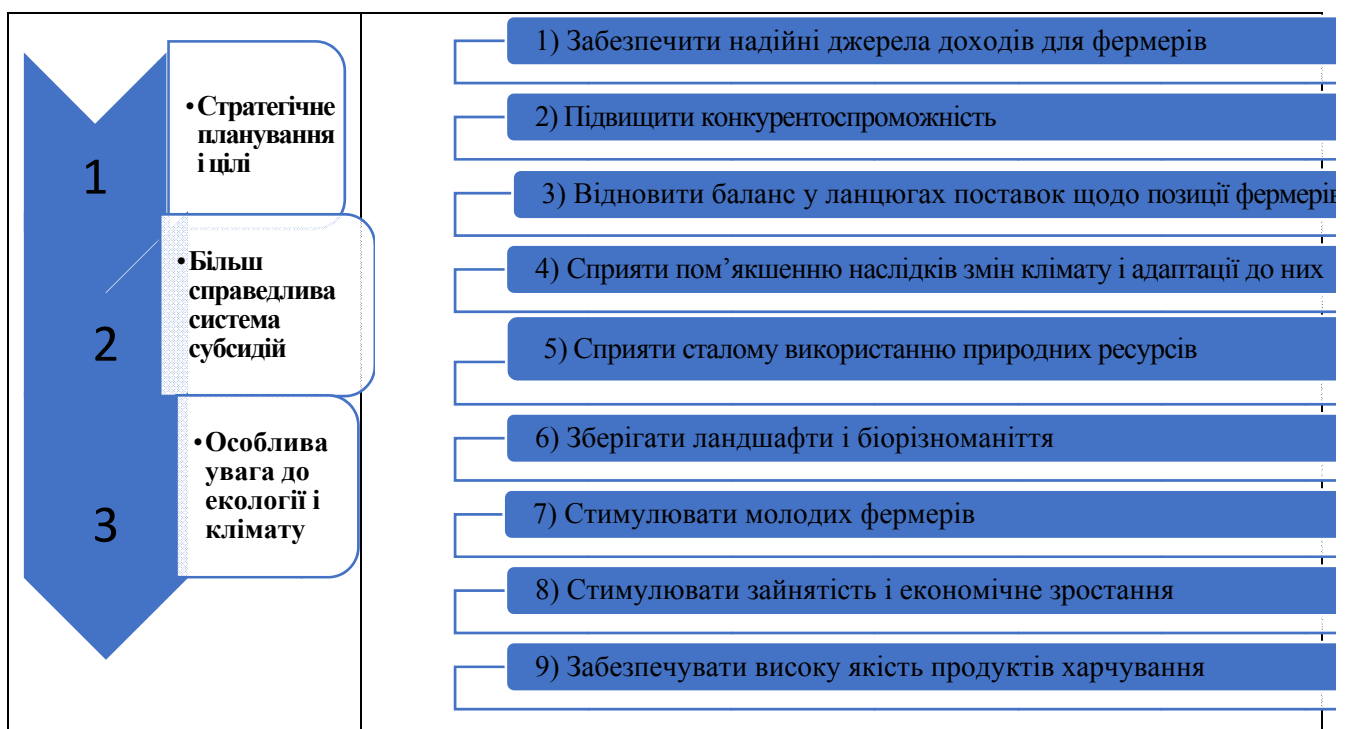 1
•Стратегічне
планування
і цілі
2
•Більш
справедлива
система
субсидій
3
•Особлива
увага до
екології і
клімату
1) Забезпечити надійні джерела доходів для фермерів
2) Підвищити конкурентоспроможність
3) Відновити баланс у ланцюгах поставок щодо позиції фермерів
4) Сприяти пом’якшенню наслідків змін клімату і адаптації до них
5) Сприяти сталому використанню природних ресурсів
6) Зберігати ландшафти і біорізноманіття
7) Стимулювати молодих фермерів
8) Стимулювати зайнятість і економічне зростання
9) Забезпечувати високу якість продуктів харчування